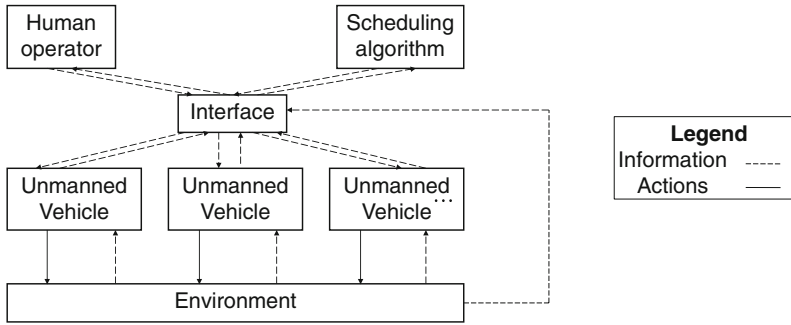 Human
operator
Scheduling
algorithm
Interface
Unmanned
Vehicle
Unmanned
Vehicle
Unmanned
Vehicle...
Environment
Legend
Information
Actions